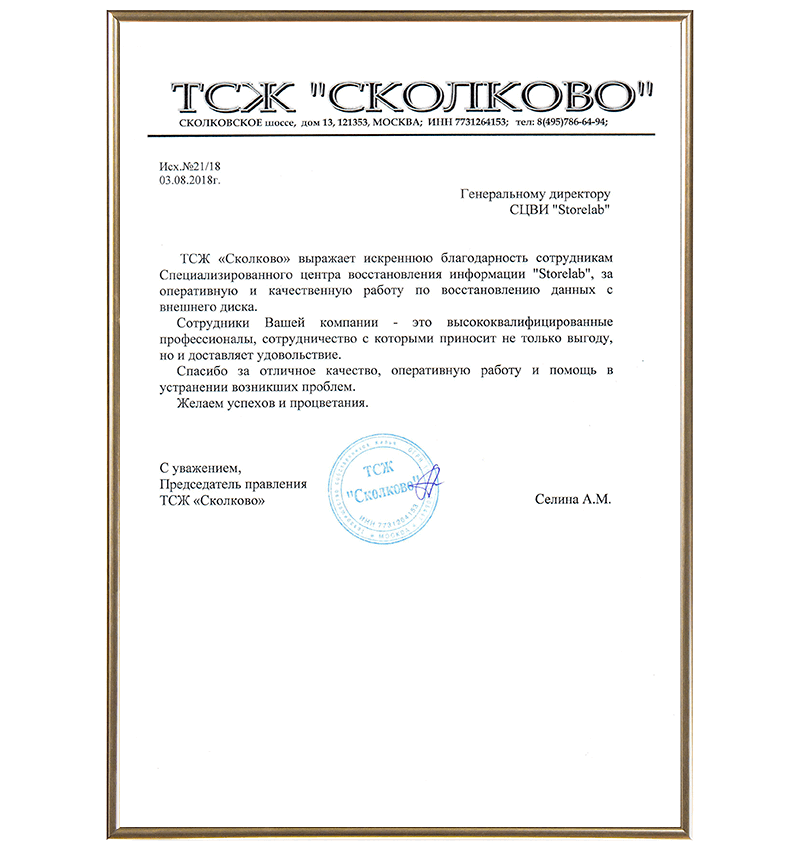 ТСЖ "СКОЛКОВО"
СКОЛКОВСКОЕ шоссе, дом 13, 121353, МОСКВА; ИНН 7731264153; тел: 8(495)786-64-94;
Исх.№21/18
03.08.2018г.
Генеральному директору
СЦВИ "Storelab"
ТСЖ «Сколково» выражает искреннюю благодарность сотрудникам
Специализированного центра восстановления информации "Storelab", за
оперативную и качественную работу по восстановлению данных с
внешнего диска.
Сотрудники Вашей компании - это высококвалифицированные
профессионалы, сотрудничество с которыми приносит не только выгоду,
но и доставляет удовольствие.
Спасибо за отличное качество, оперативную работу и помощь в
устранении возникших проблем.
Желаем успехов и процветания.
С уважением,
Председатель правления
ТСЖ «Сколково»
ТСЖ
"Сколково"
ИНН 7731264153
МОСКВА
Селина А.М.